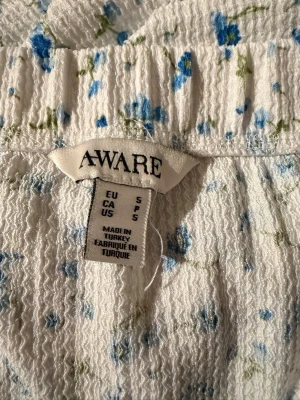 AWARE
EU S
CA P
US S
MADE IN
TURKEY
FABRIQUÉ EN
TURQUIE